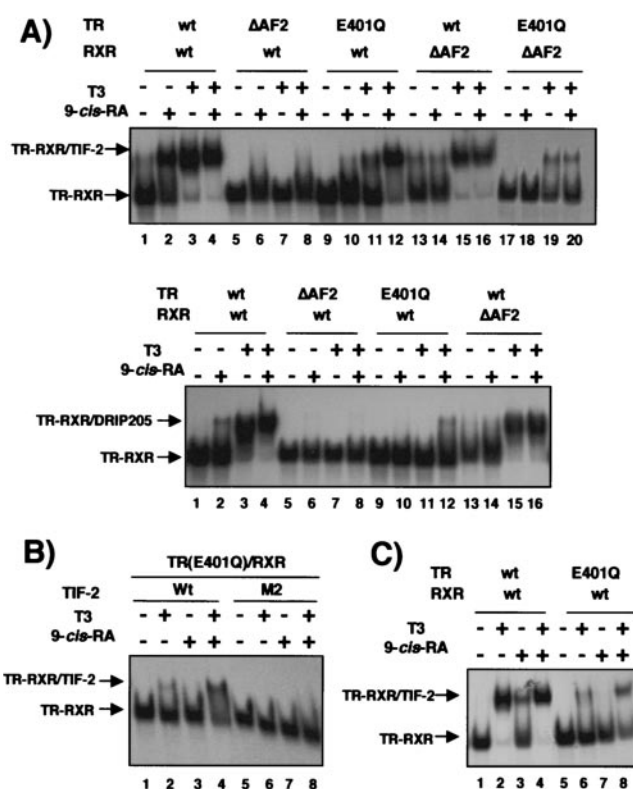 A)
TR wt ΔAF2 E401Q wt E401Q
RXR wt wt wt ΔAF2 ΔAF2
T3 - - + + - - + + - - + + - - + + - - + +
9-cis-RA - + - + - + - + - + - + - + - + - + - +
TR-RXR/TIF-2
TR-RXR
1 2 3 4 5 6 7 8 9 10 11 12 13 14 15 16 17 18 19 20
TR wt ΔAF2 E401Q wt
RXR wt wt wt ΔAF2
T3 - - + + - - + + - - + + - - + +
9-cis-RA - + - + - + - + - + - + - + - +
TR-RXR/DRIP205
TR-RXR
1 2 3 4 5 6 7 8 9 10 11 12 13 14 15 16
B)
TR(E401Q)/RXR
TIF-2 Wt M2
T3 - + - + - + - +
9-cis-RA - - + + - - + +
TR-RXR/TIF-2
TR-RXR
1 2 3 4 5 6 7 8
C)
TR wt E401Q
RXR wt wt
T3 - + - + - + - +
9-cis-RA - - + + - - + +
TR-RXR/TIF-2
TR-RXR
1 2 3 4 5 6 7 8